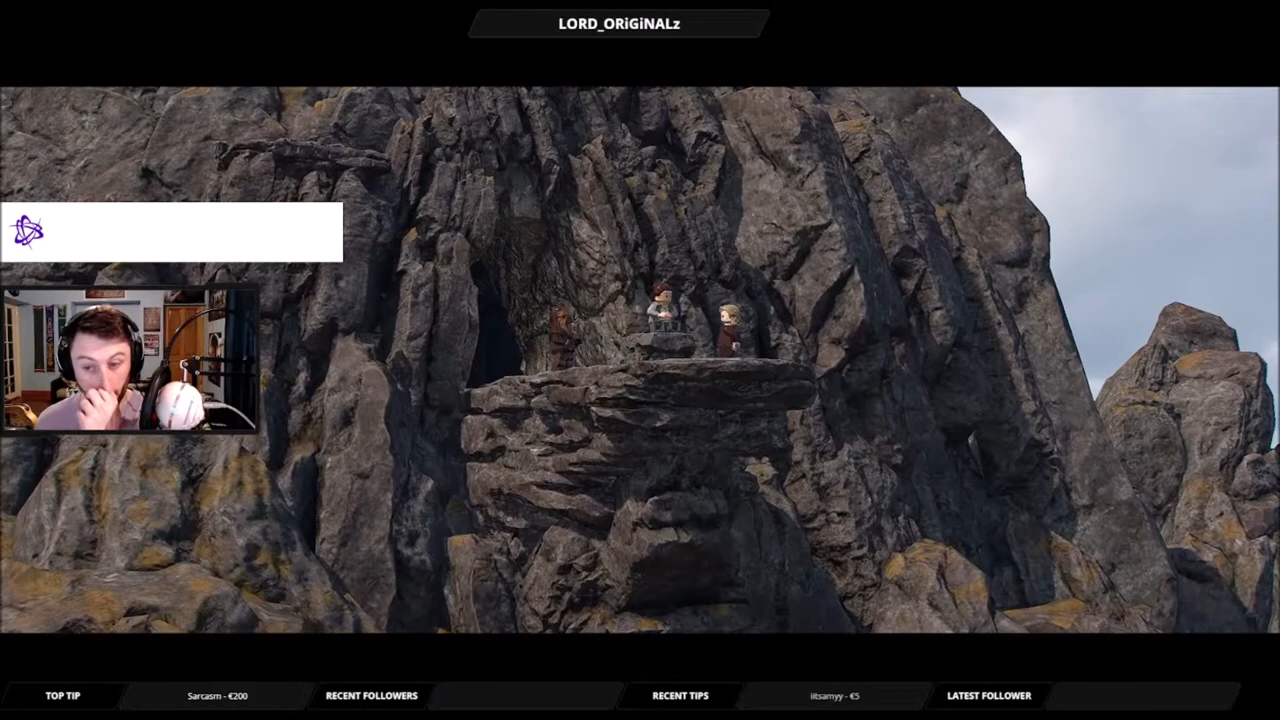 LORD_ORiGiNALz
TOP TIP
Sarcasm - €200
RECENT FOLLOWERS
RECENT TIPS
iitsamyy - €5
LATEST FOLLOWER